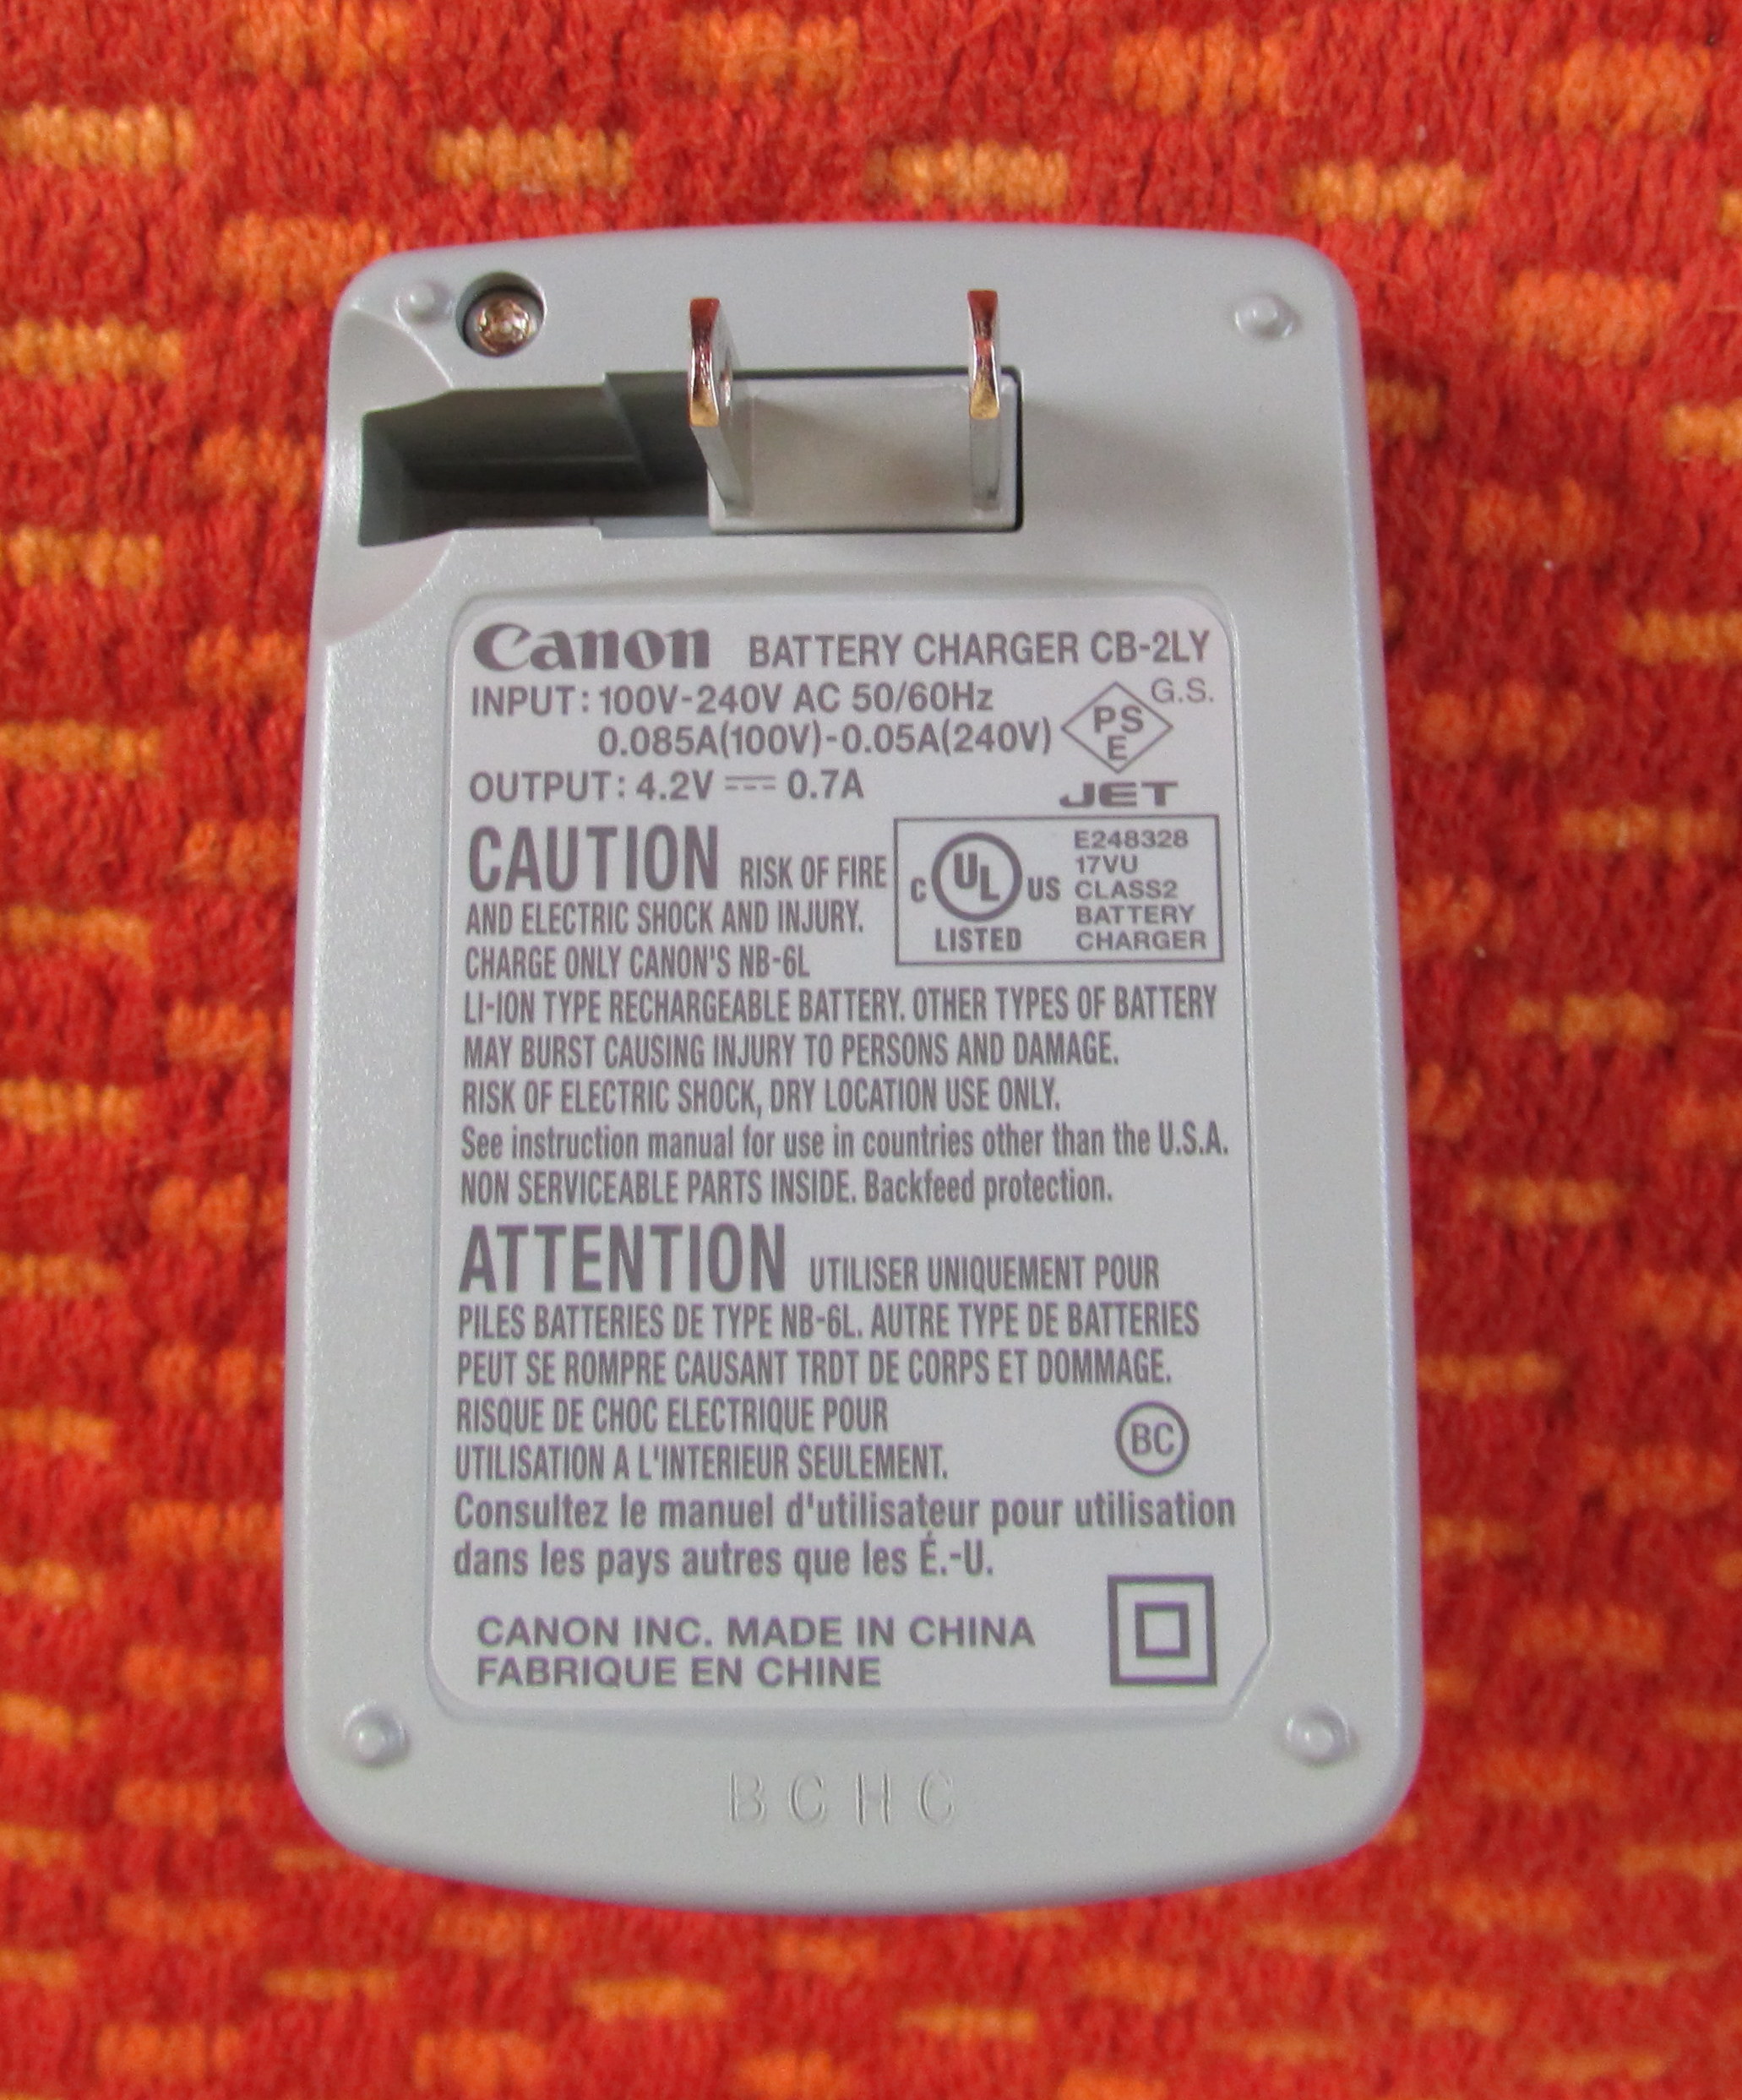 Canon BATTERY CHARGER CB-2LY
INPUT: 100V-240V AC 50/60Hz
G.S.
0.085A(100V)-0.05A(240V)
PS
E
OUTPUT: 4.2V ⎓ 0.7A
JET
CAUTION RISK OF FIRE
AND ELECTRIC SHOCK AND INJURY.
CHARGE ONLY CANON'S NB-6L
C UL US
LISTED
E248328
17VU
CLASS2
BATTERY
CHARGER
LI-ION TYPE RECHARGEABLE BATTERY. OTHER TYPES OF BATTERY
MAY BURST CAUSING INJURY TO PERSONS AND DAMAGE.
RISK OF ELECTRIC SHOCK, DRY LOCATION USE ONLY.
See instruction manual for use in countries other than the U.S.A.
NON SERVICEABLE PARTS INSIDE. Backfeed protection.
ATTENTION UTILISER UNIQUEMENT POUR
PILES BATTERIES DE TYPE NB-6L. AUTRE TYPE DE BATTERIES
PEUT SE ROMPRE CAUSANT TRDT DE CORPS ET DOMMAGE.
RISQUE DE CHOC ELECTRIQUE POUR
UTILISATION A L'INTERIEUR SEULEMENT.
BC
Consultez le manuel d'utilisateur pour utilisation
dans les pays autres que les É.-U.
CANON INC. MADE IN CHINA
FABRIQUE EN CHINE
BCHC